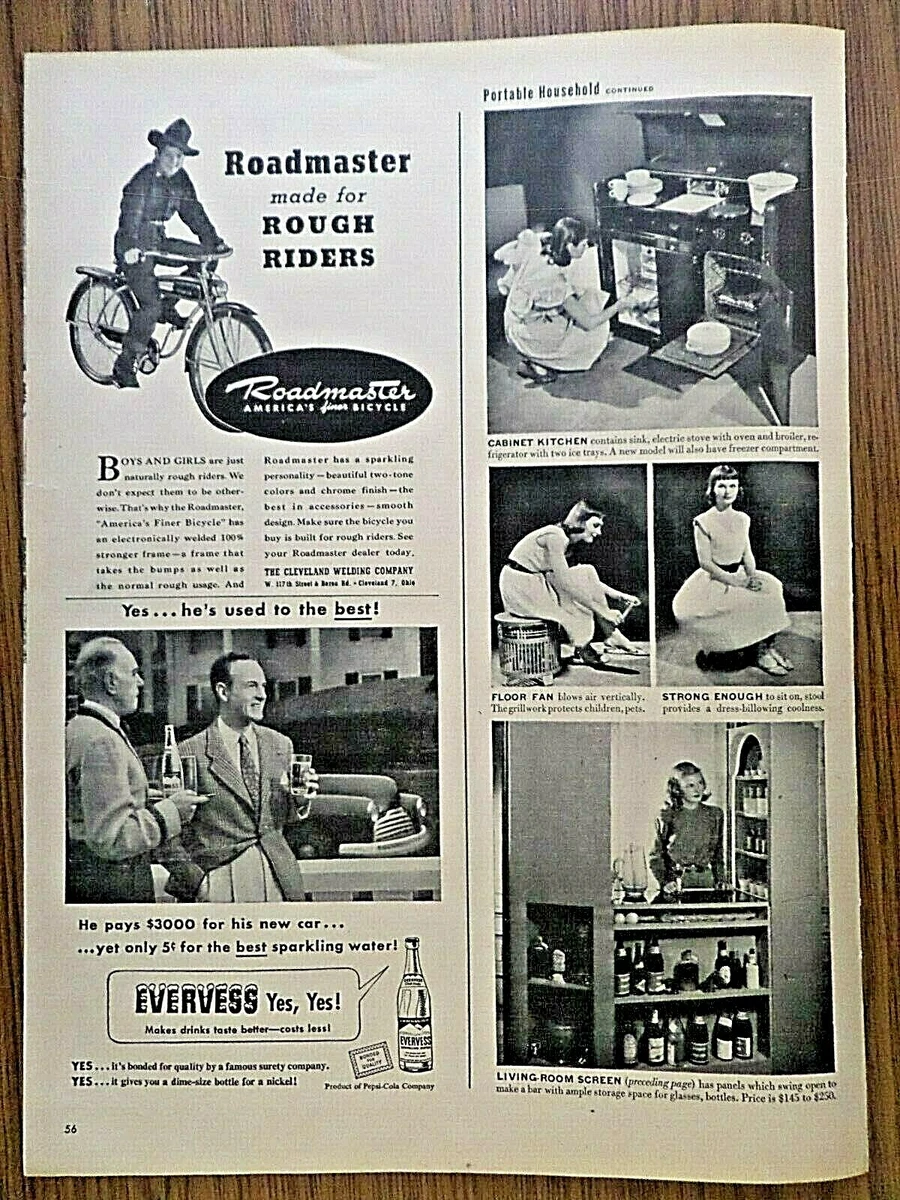 Roadmaster
made for
ROUGH
RIDERS
Roadmaster
AMERICA'S finer BICYCLE
BOYS AND GIRLS are just
naturally rough riders. We
don't expect them to be other-
wise. That's why the Roadmaster,
"America's Finer Bicycle" has
an electronically welded 100%
stronger frame—a frame that
takes the bumps as well as
the normal rough usage. And
Roadmaster has a sparkling
personality—beautiful two-tone
colors and chrome finish—the
best in accessories—smooth
design. Make sure the bicycle you
buy is built for rough riders. See
your Roadmaster dealer today.
THE CLEVELAND WELDING COMPANY
W. 117th Street & Berea Rd. • Cleveland 7, Ohio
Yes...he's used to the best!
He pays $3000 for his new car...
...yet only 5¢ for the best sparkling water!
EVERVESS Yes, Yes!
Makes drinks taste better—costs less!
BONDED
FOR
QUALITY
EVERVESS
YES...it's bonded for quality by a famous surety company.
YES...it gives you a dime-size bottle for a nickel!
Product of Pepsi-Cola Company
56
Portable Household CONTINUED
CABINET KITCHEN contains sink, electric stove with oven and broiler, re-
frigerator with two ice trays. A new model will also have freezer compartment.
FLOOR FAN blows air vertically.
The grillwork protects children, pets.
STRONG ENOUGH to sit on, stool
provides a dress-billowing coolness.
LIVING-ROOM SCREEN (preceding page) has panels which swing open to
make a bar with ample storage space for glasses, bottles. Price is $145 to $250.